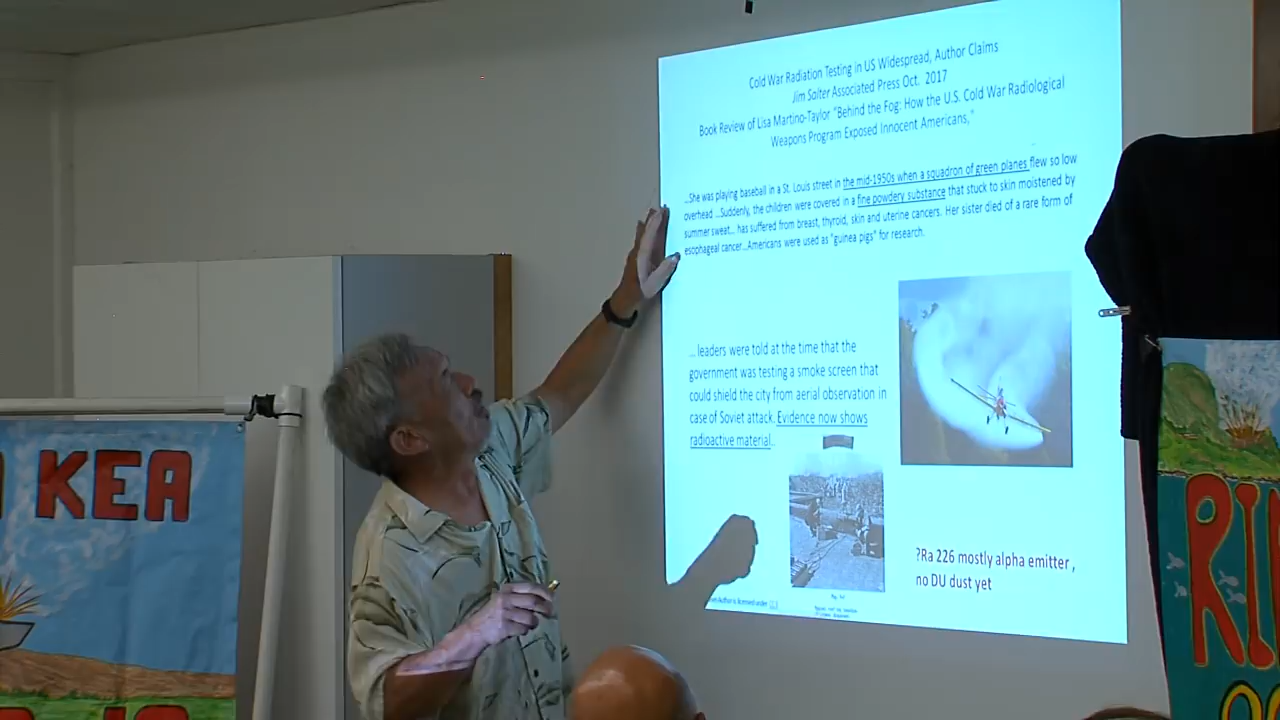 Cold War Radiation Testing in US Widespread, Author Claims
Jim Salter Associated Press Oct. 2017
Book Review of Lisa Martino-Taylor "Behind the Fog: How the U.S. Cold War Radiological
Weapons Program Exposed Innocent Americans,"
...She was playing baseball in a St. Louis street in the mid-1950s when a squadron of green planes flew so low
overhead ...Suddenly, the children were covered in a fine powdery substance that stuck to skin moistened by
summer sweat... has suffered from breast, thyroid, skin and uterine cancers. Her sister died of a rare form of
esophageal cancer...Americans were used as "guinea pigs" for research.
... leaders were told at the time that the
government was testing a smoke screen that
could shield the city from aerial observation in
case of Soviet attack. Evidence now shows
radioactive material.
?Ra 226 mostly alpha emitter ,
no DU dust yet
Author is licensed under
KEA
RI